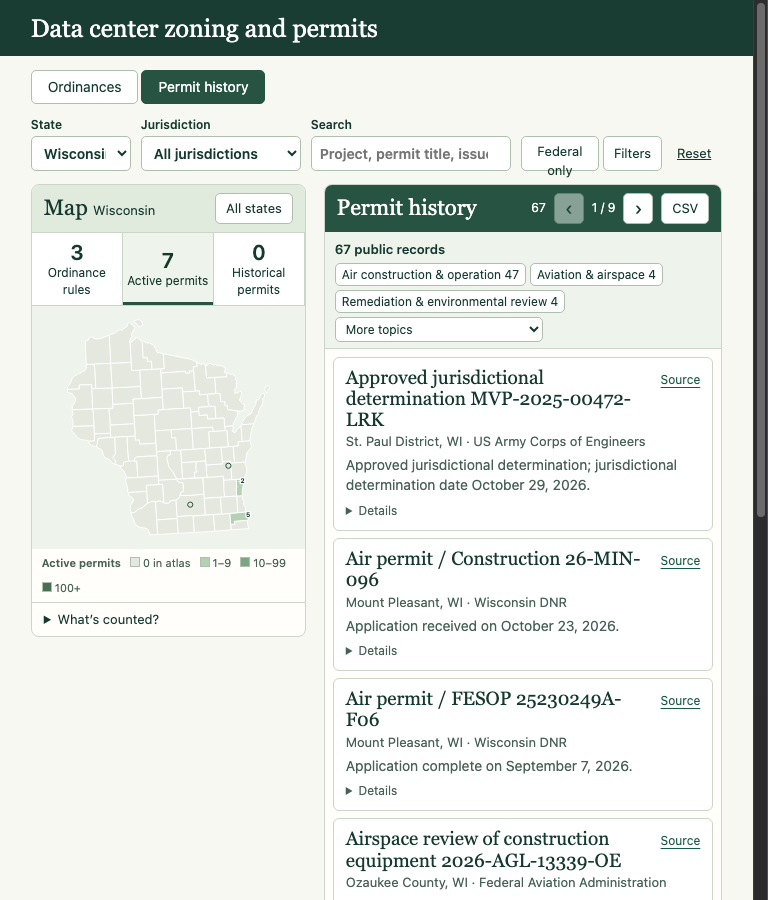 Data center zoning and permits
Ordinances
Permit history
State
Jurisdiction
Search
Wisconsi
All jurisdictions
Project, permit title, issue
Federal
only
Filters
Reset
Map Wisconsin
All states
3
Ordinance
rules
7
Active permits
0
Historical
permits
2
5
Active permits
0 in atlas
1–9
10–99
100+
What's counted?
Permit history
67
‹
1 / 9
›
CSV
67 public records
Air construction & operation 47
Aviation & airspace 4
Remediation & environmental review 4
More topics
Approved jurisdictional
determination MVP-2025-00472-
LRK
Source
St. Paul District, WI · US Army Corps of Engineers
Approved jurisdictional determination; jurisdictional
determination date October 29, 2026.
Details
Air permit / Construction 26-MIN-
096
Source
Mount Pleasant, WI · Wisconsin DNR
Application received on October 23, 2026.
Details
Air permit / FESOP 25230249A-
F06
Source
Mount Pleasant, WI · Wisconsin DNR
Application complete on September 7, 2026.
Details
Airspace review of construction
equipment 2026-AGL-13339-OE
Source
Ozaukee County, WI · Federal Aviation Administration